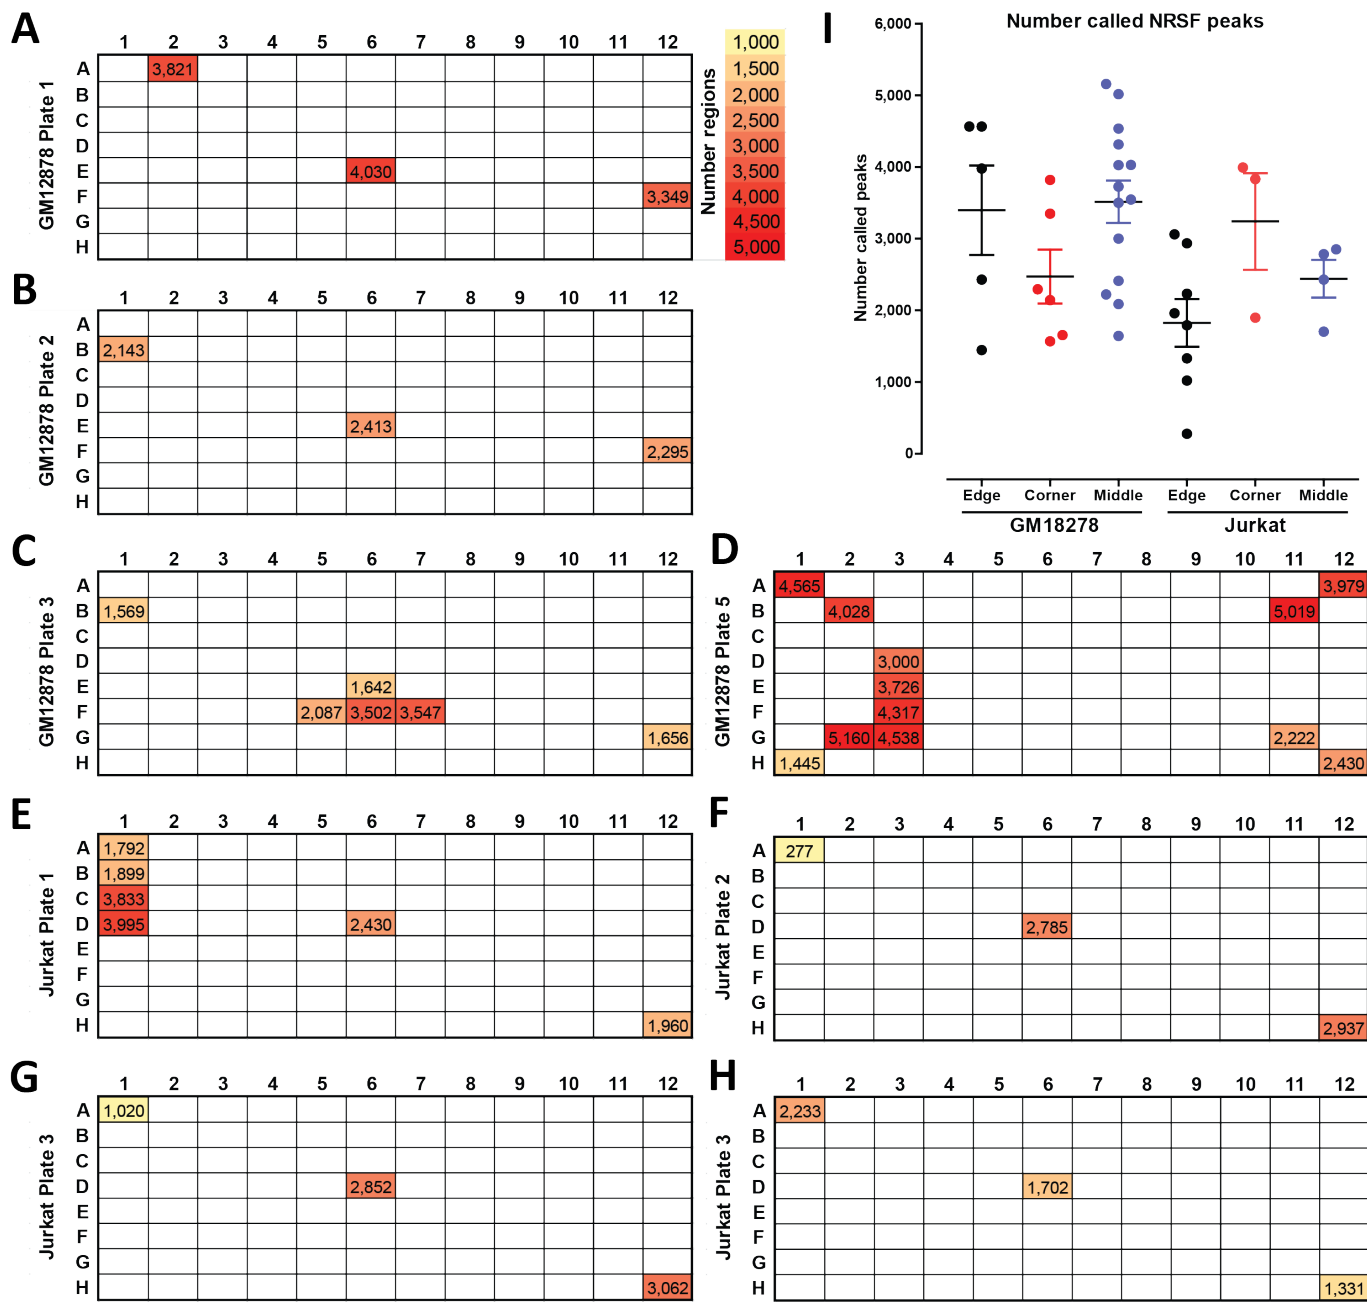 A
1 2 3 4 5 6 7 8 9 10 11 12
GM12878 Plate 1
A 3,821
B
C
D
E 4,030
F 3,349
G
H
Number regions
1,000
1,500
2,000
2,500
3,000
3,500
4,000
4,500
5,000
I
Number called NRSF peaks
Number called peaks
6,000
5,000
4,000
3,000
2,000
1,000
0
Edge Corner Middle Edge Corner Middle
GM18278 Jurkat
B
1 2 3 4 5 6 7 8 9 10 11 12
GM12878 Plate 2
A
B 2,143
C
D
E 2,413
F 2,295
G
H
C
1 2 3 4 5 6 7 8 9 10 11 12
GM12878 Plate 3
A
B 1,569
C
D
E 1,642
F 2,087 3,502 3,547
G 1,656
H
D
1 2 3 4 5 6 7 8 9 10 11 12
GM12878 Plate 5
A 4,565 3,979
B 4,028 5,019
C
D 3,000
E 3,726
F 4,317
G 5,160 4,538 2,222
H 1,445 2,430
E
1 2 3 4 5 6 7 8 9 10 11 12
Jurkat Plate 1
A 1,792
B 1,899
C 3,833
D 3,995 2,430
E
F
G
H 1,960
F
1 2 3 4 5 6 7 8 9 10 11 12
Jurkat Plate 2
A 277
B
C
D 2,785
E
F
G
H 2,937
G
1 2 3 4 5 6 7 8 9 10 11 12
Jurkat Plate 3
A 1,020
B
C
D 2,852
E
F
G
H 3,062
H
1 2 3 4 5 6 7 8 9 10 11 12
Jurkat Plate 3
A 2,233
B
C
D 1,702
E
F
G
H 1,331